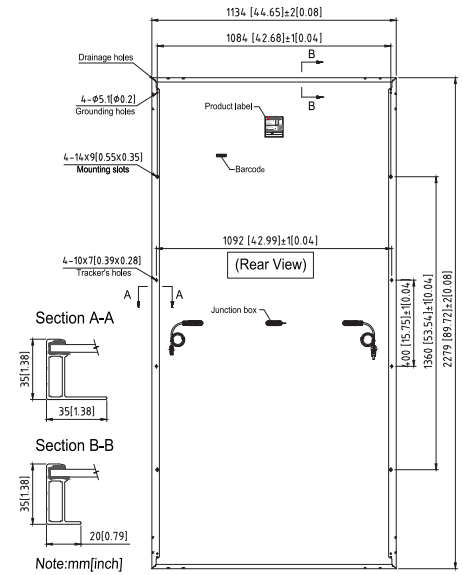 1134 [44.65]±2[0.08]
1084 [42.68]±1[0.04]
Drainage holes
B
B
4-Φ5.1[Φ0.2]
Grounding holes
Product label
4-14x9[0.55x0.35]
Mounting slots
Barcode
1092 [42.99]±1[0.04]
(Rear View)
4-10x7[0.39x0.28]
Tracker's holes
A
A
Junction box
400 [15.75]±1[0.04]
1360 [53.54]±1[0.04]
2279 [89.72]±2[0.08]
Section A-A
35[1.38]
35[1.38]
Section B-B
35[1.38]
20[0.79]
Note:mm[inch]